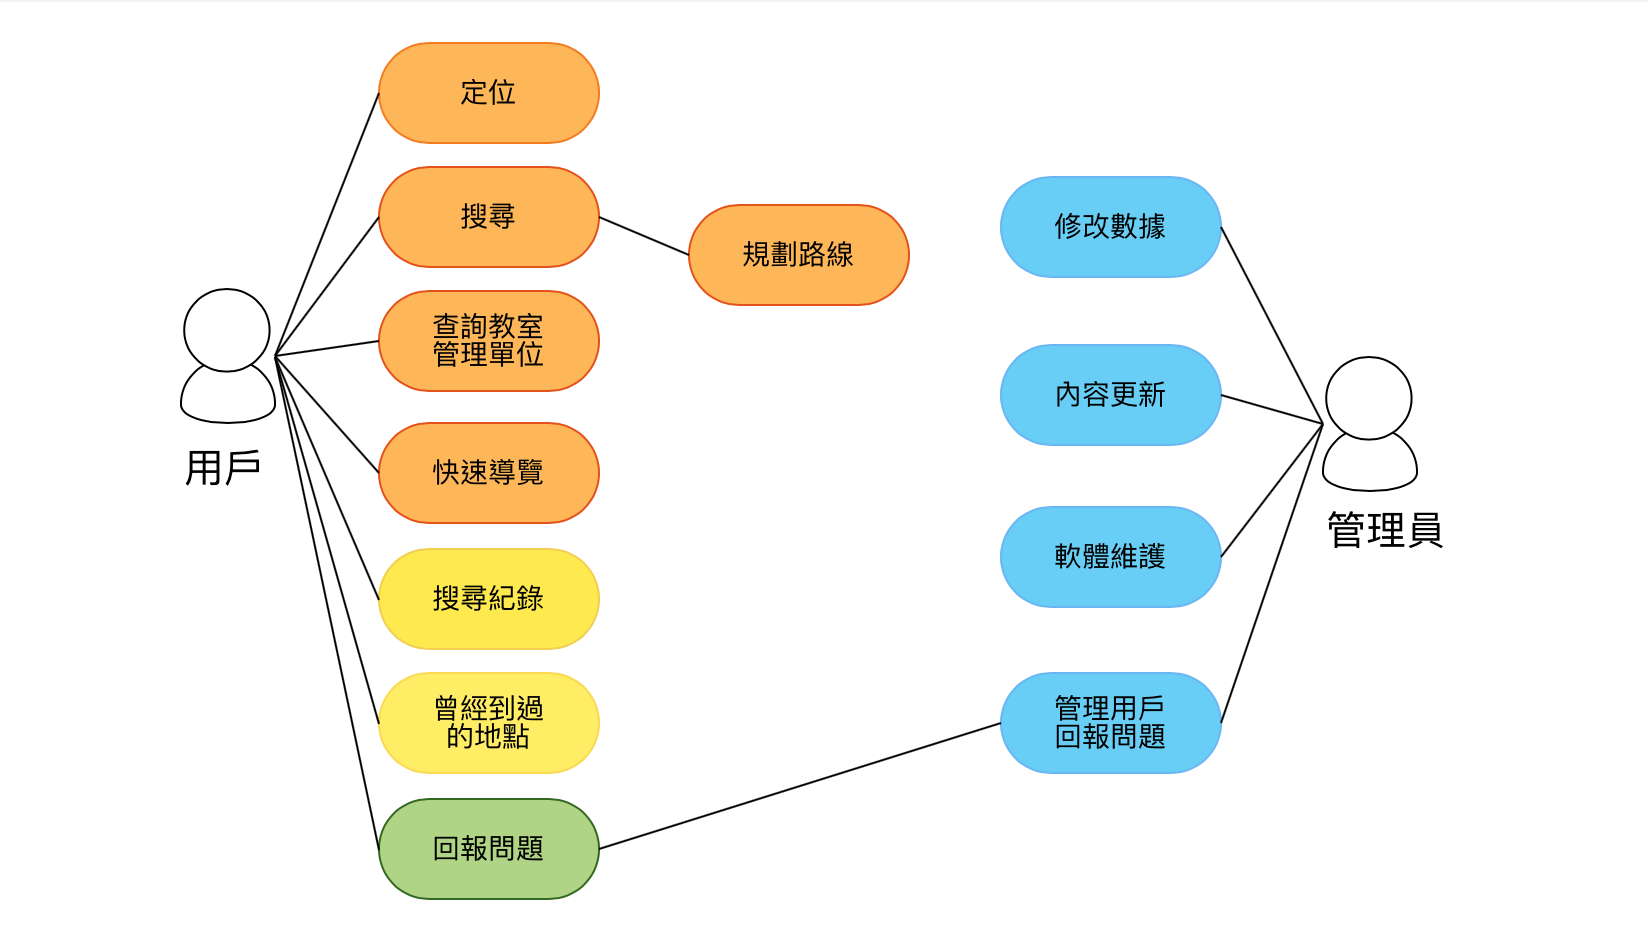 定位
搜尋
規劃路線
查詢教室
管理單位
快速導覽
搜尋紀錄
曾經到過
的地點
回報問題
用戶
修改數據
內容更新
軟體維護
管理用戶
回報問題
管理員